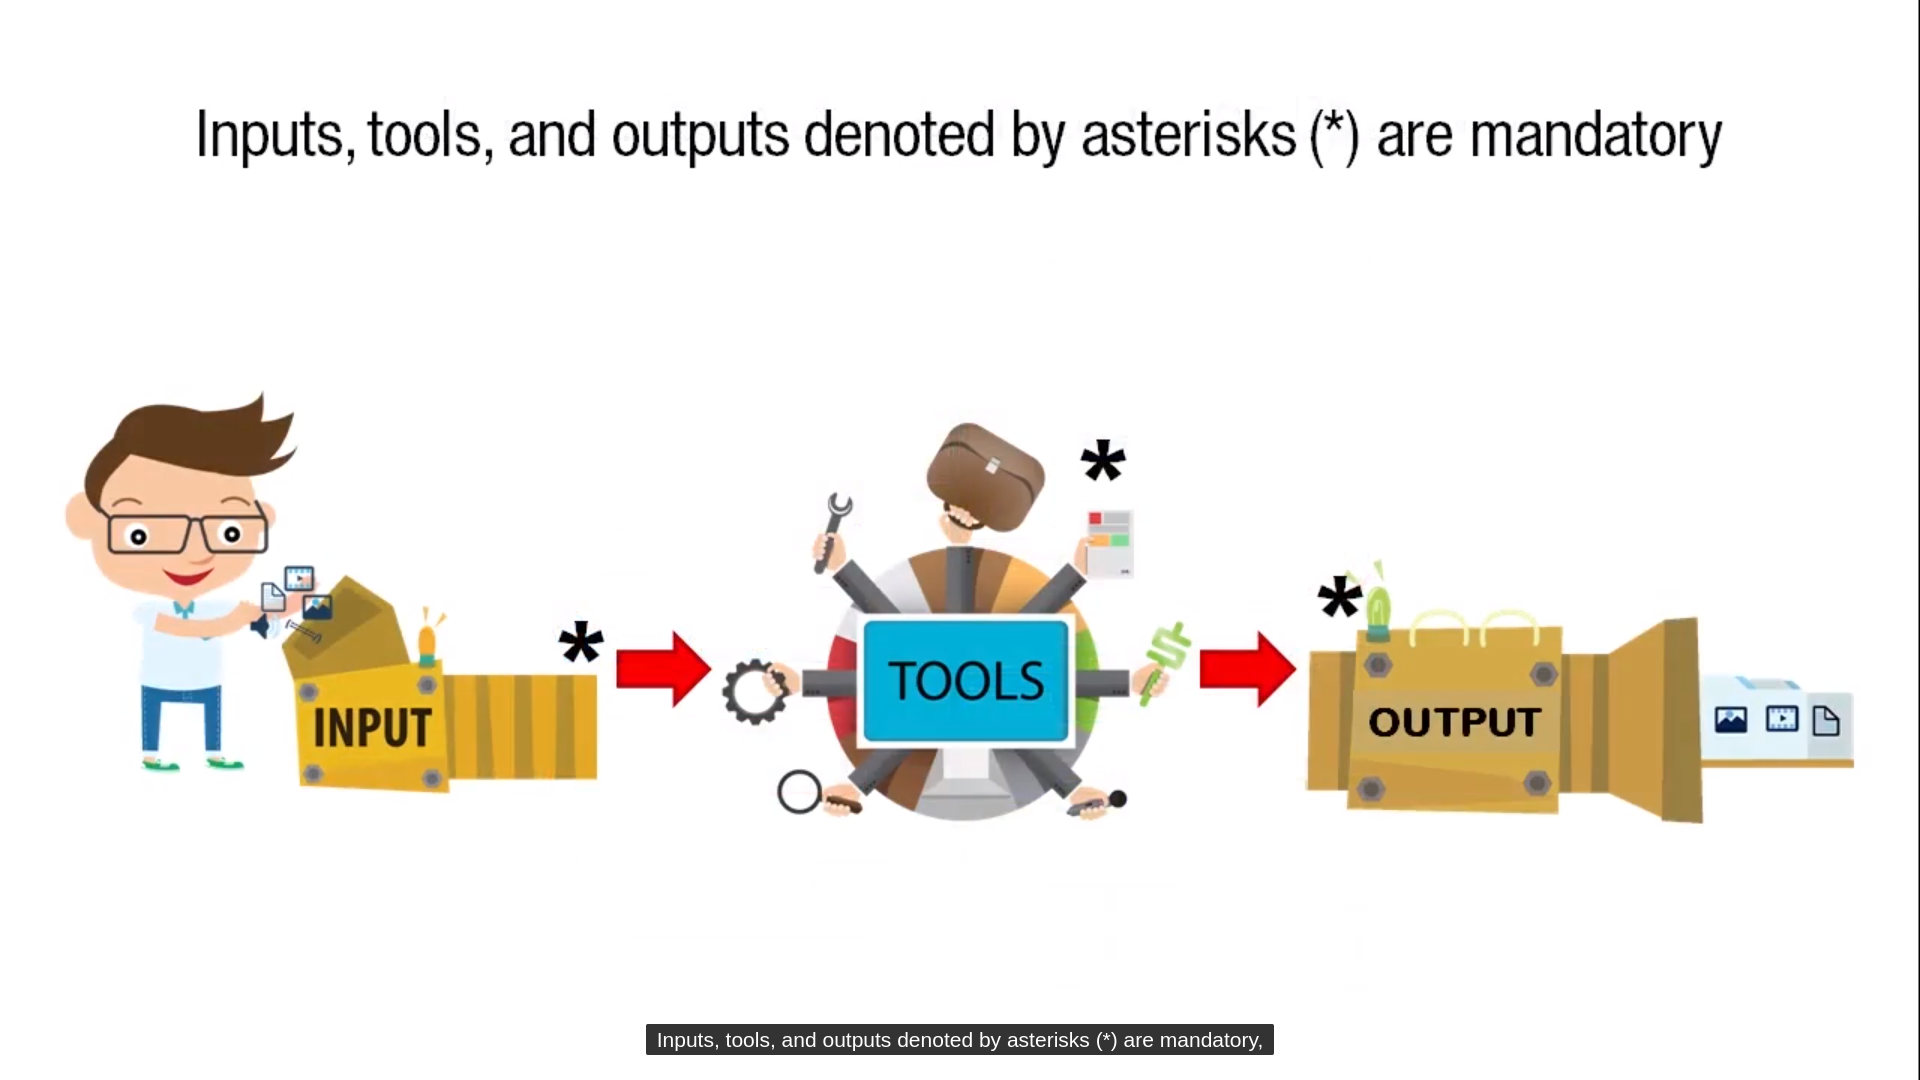 Inputs, tools, and outputs denoted by asterisks (*) are mandatory
*
*
*
INPUT
TOOLS
OUTPUT
Inputs, tools, and outputs denoted by asterisks (*) are mandatory,